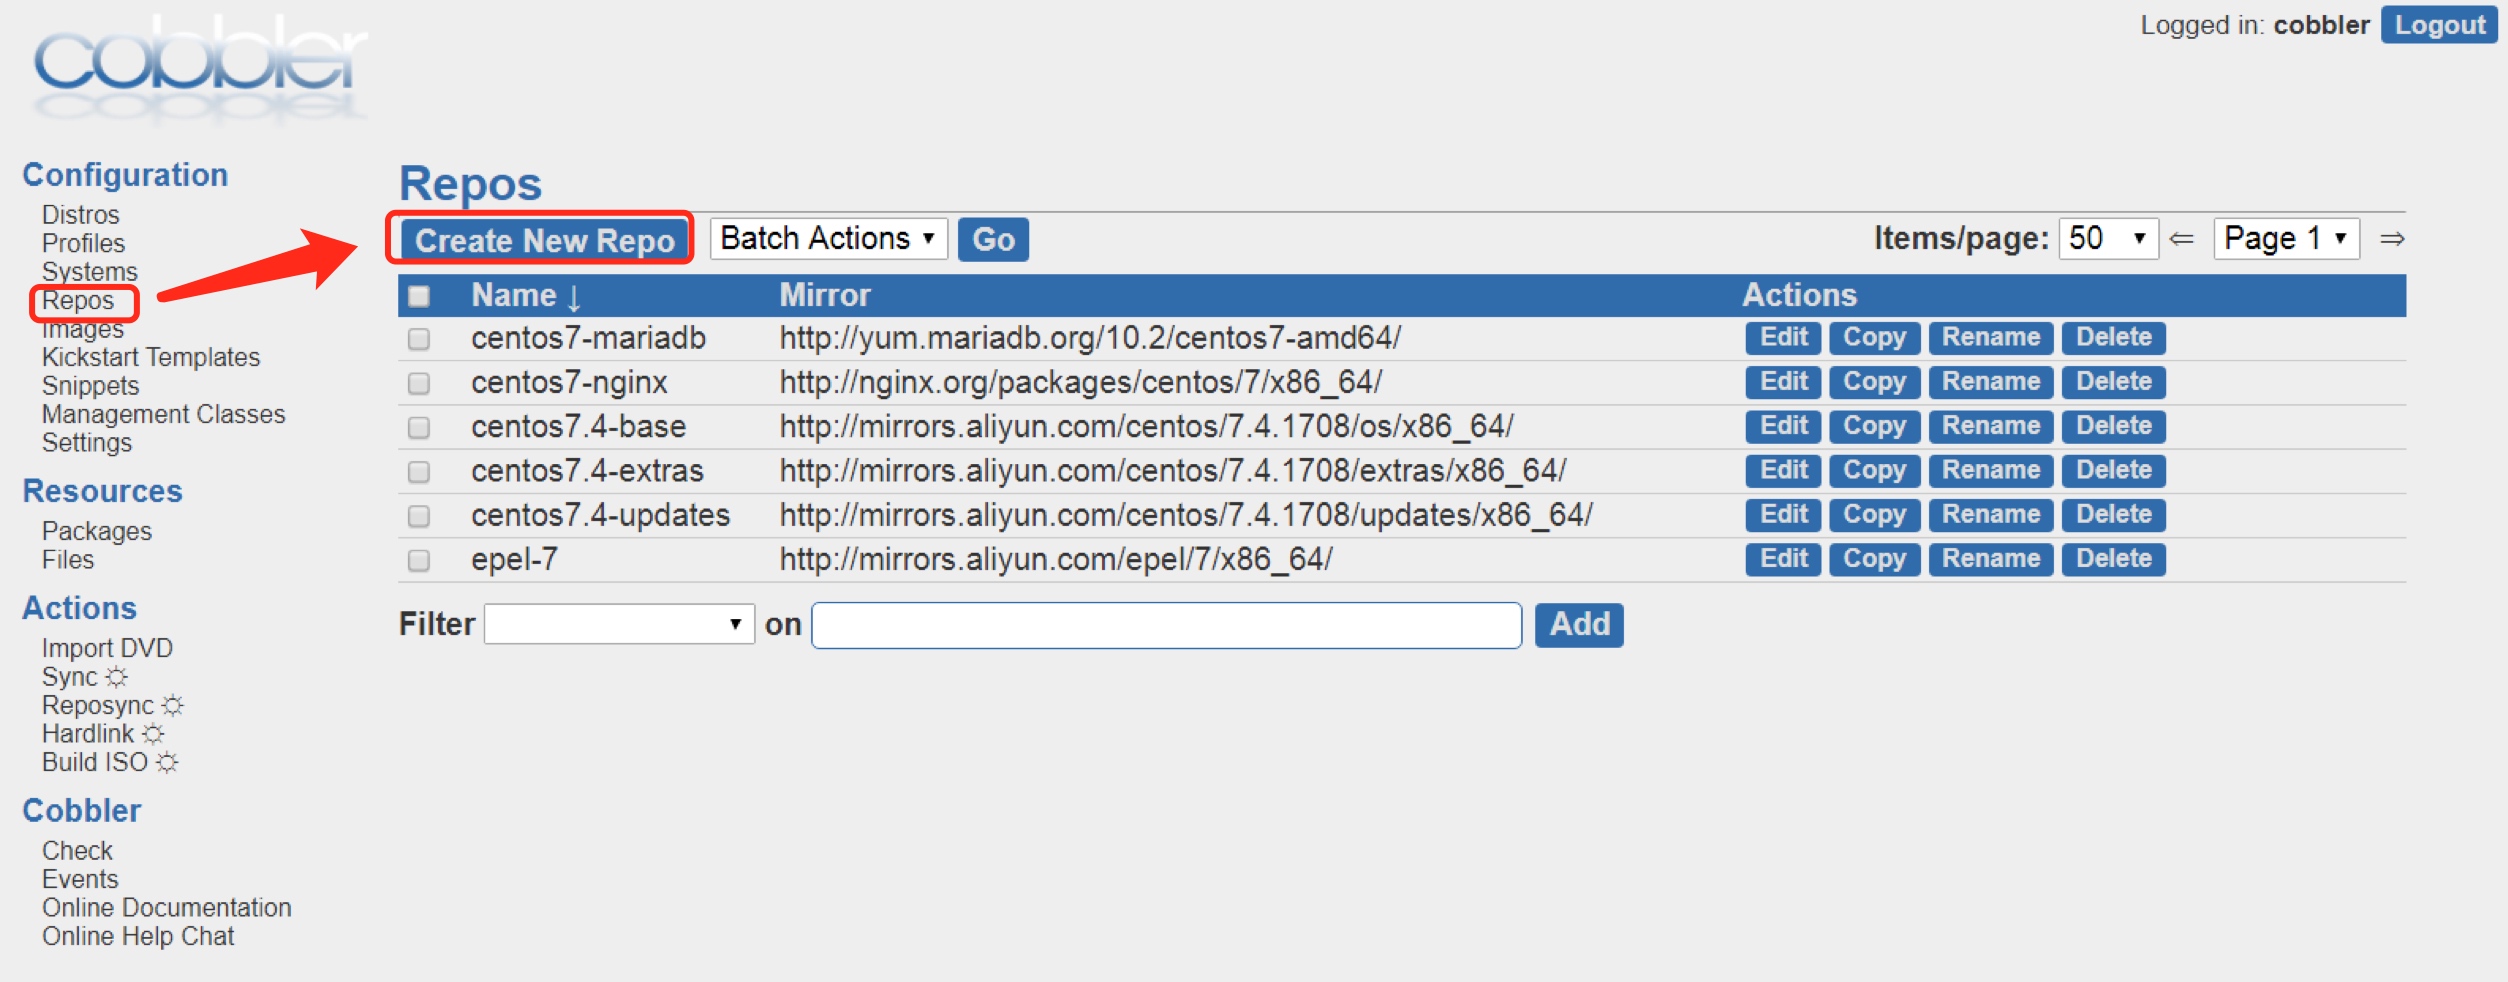 cobbler
Logged in: cobbler Logout
Configuration
Distros
Profiles
Systems
Repos
Images
Kickstart Templates
Snippets
Management Classes
Settings
Resources
Packages
Files
Actions
Import DVD
Sync
Reposync
Hardlink
Build ISO
Cobbler
Check
Events
Online Documentation
Online Help Chat
Repos
Create New Repo Batch Actions Go Items/page: 50 ⇐ Page 1 ⇒
Name ↓ Mirror Actions
centos7-mariadb http://yum.mariadb.org/10.2/centos7-amd64/ Edit Copy Rename Delete
centos7-nginx http://nginx.org/packages/centos/7/x86_64/ Edit Copy Rename Delete
centos7.4-base http://mirrors.aliyun.com/centos/7.4.1708/os/x86_64/ Edit Copy Rename Delete
centos7.4-extras http://mirrors.aliyun.com/centos/7.4.1708/extras/x86_64/ Edit Copy Rename Delete
centos7.4-updates http://mirrors.aliyun.com/centos/7.4.1708/updates/x86_64/ Edit Copy Rename Delete
epel-7 http://mirrors.aliyun.com/epel/7/x86_64/ Edit Copy Rename Delete
Filter on Add